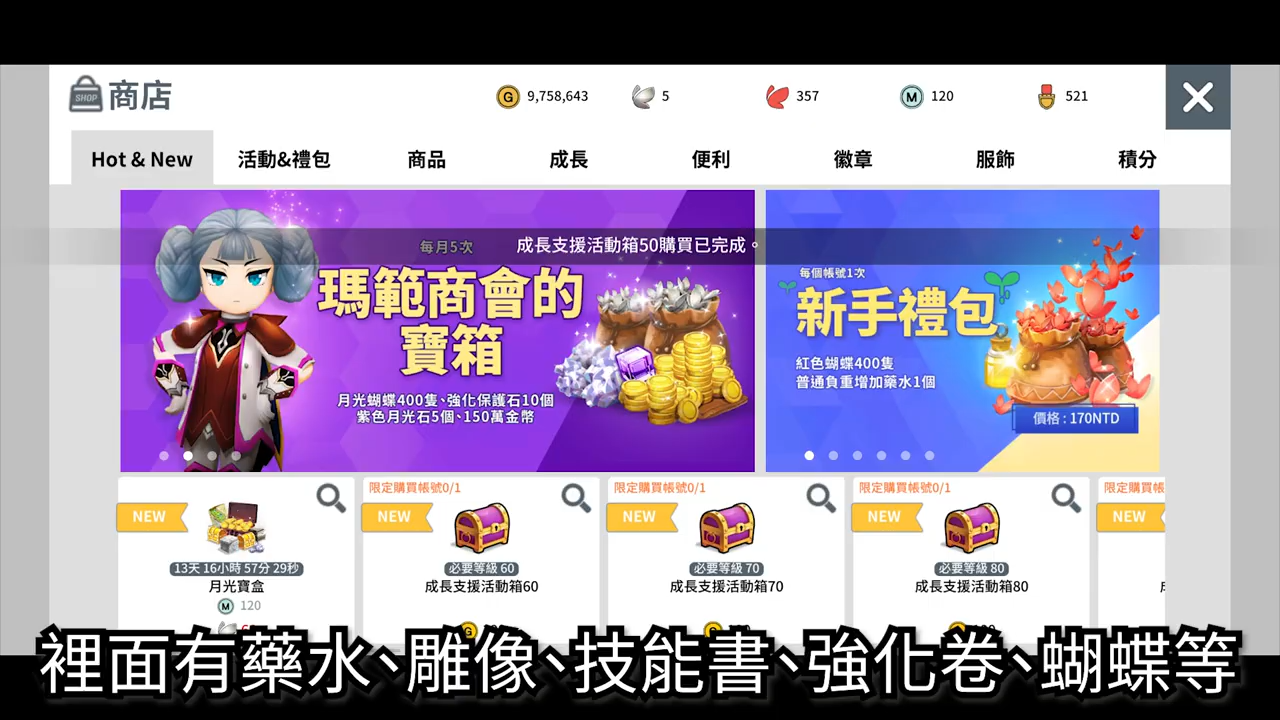 SHOP
商店
G 9,758,643
5
357
M 120
521
Hot & New
活動&禮包
商品
成長
便利
徽章
服飾
積分
每月5次
成長支援活動箱50購買已完成。
瑪範商會的
寶箱
月光蝴蝶400隻、強化保護石10個
紫色月光石5個、150萬金幣
每個帳號1次
新手禮包
紅色蝴蝶400隻
普通負重增加藥水1個
價格 : 170NTD
NEW
13天 16小時 57分 29秒
月光寶盒
M 120
限定購買帳號0/1
NEW
必要等級 60
成長支援活動箱60
限定購買帳號0/1
NEW
必要等級 70
成長支援活動箱70
限定購買帳號0/1
NEW
必要等級 80
成長支援活動箱80
限定購買帳號
NEW
裡面有藥水、雕像、技能書、強化卷、蝴蝶等